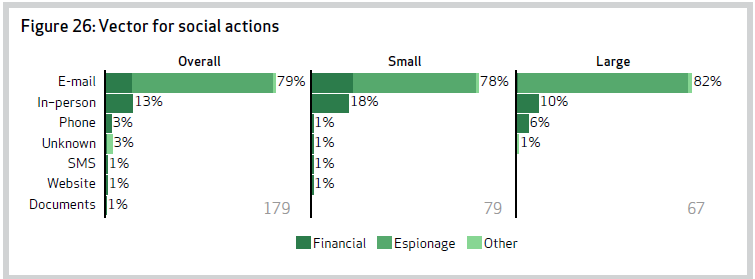 Figure 26: Vector for social actions
Overall Small Large
E-mail 79% 78% 82%
In-person 13% 18% 10%
Phone 3% 1% 6%
Unknown 3% 1% 1%
SMS 1% 1%
Website 1% 1%
Documents 1% 179 79 67
Financial Espionage Other